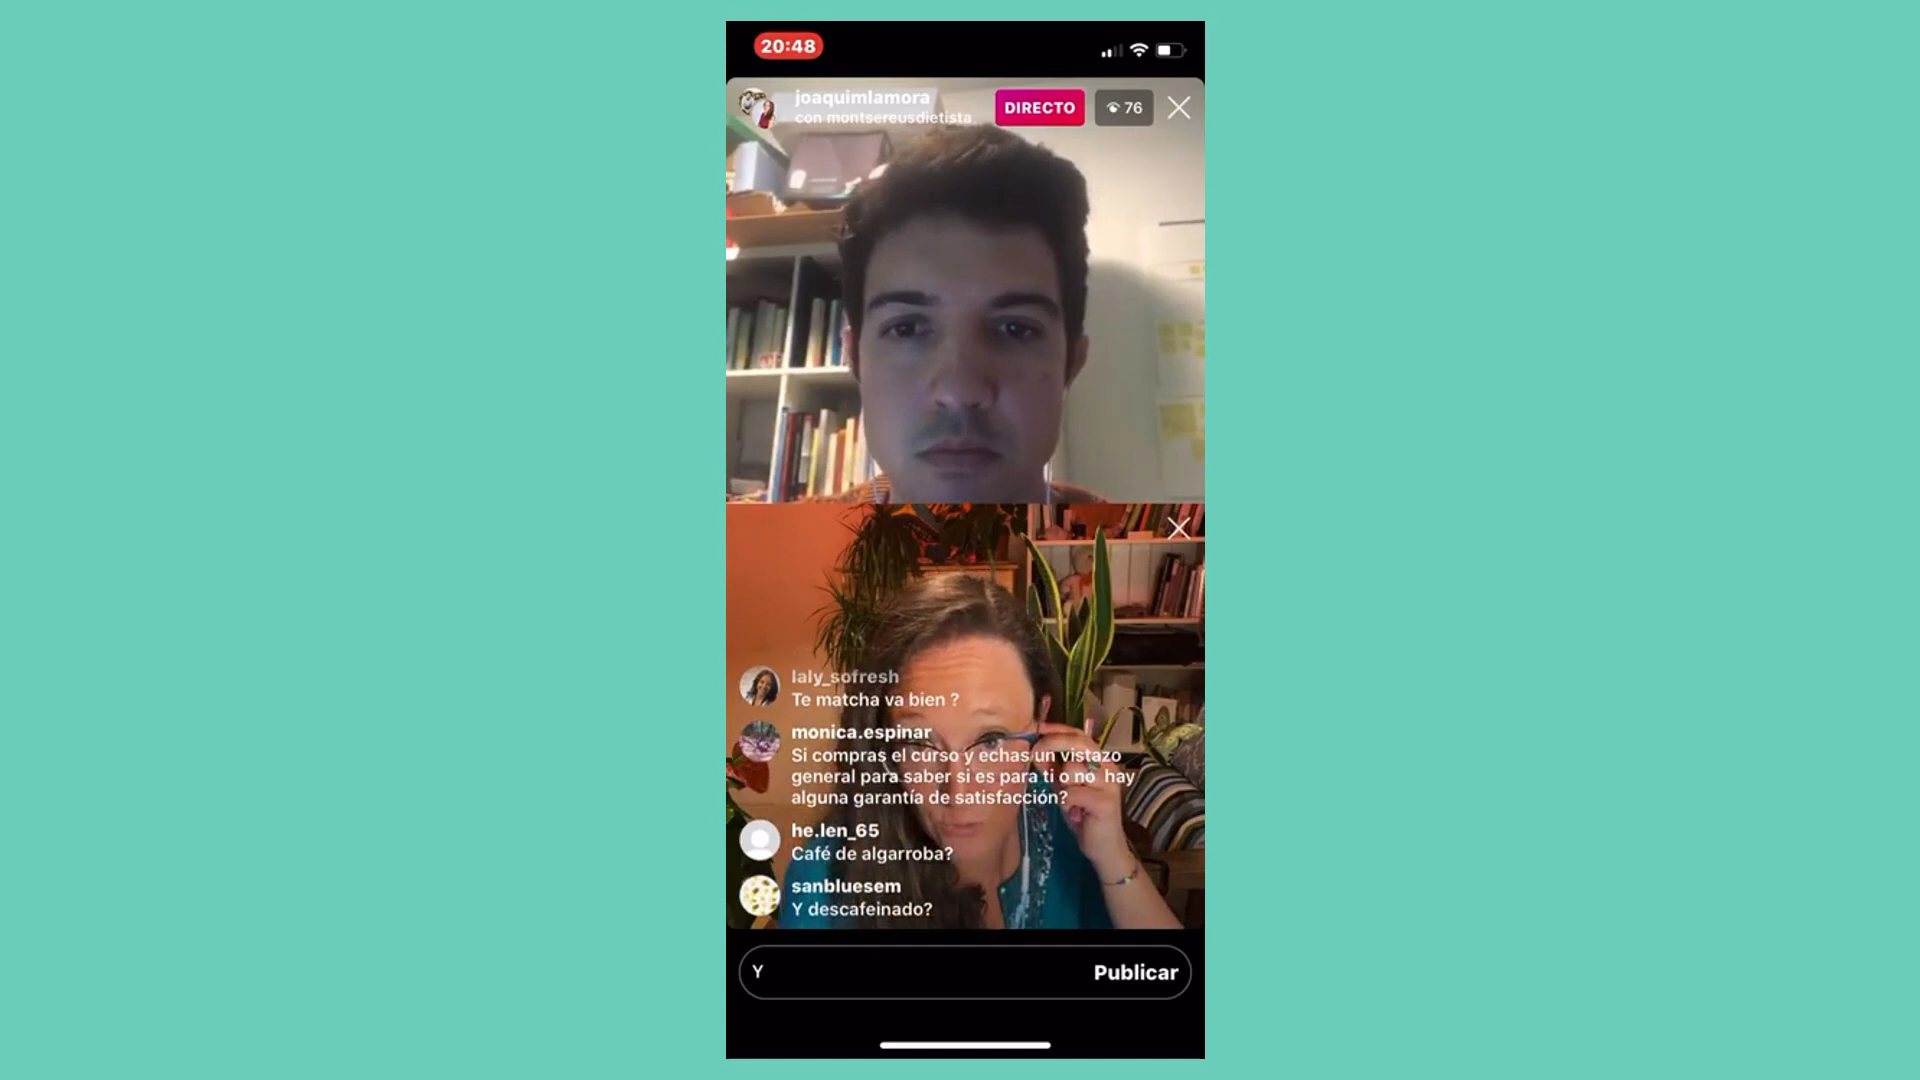 20:48
joaquimlamora
con montsereusdietista
DIRECTO
76
laly_sofresh
Te matcha va bien ?
monica.espinar
Si compras el curso y echas un vistazo
general para saber si es para ti o no hay
alguna garantía de satisfacción?
he.len_65
Café de algarroba?
sanbluesem
Y descafeinado?
Y
Publicar